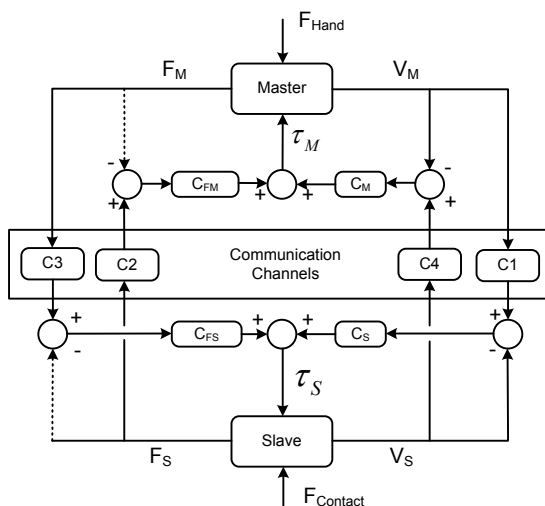 F_Hand
F_M
V_M
Master
τ_M
-
-
+
C_FM
+
+
C_M
+
C3
C2
Communication
Channels
C4
C1
+
-
C_FS
+
+
C_S
+
-
τ_S
F_S
Slave
V_S
F_Contact